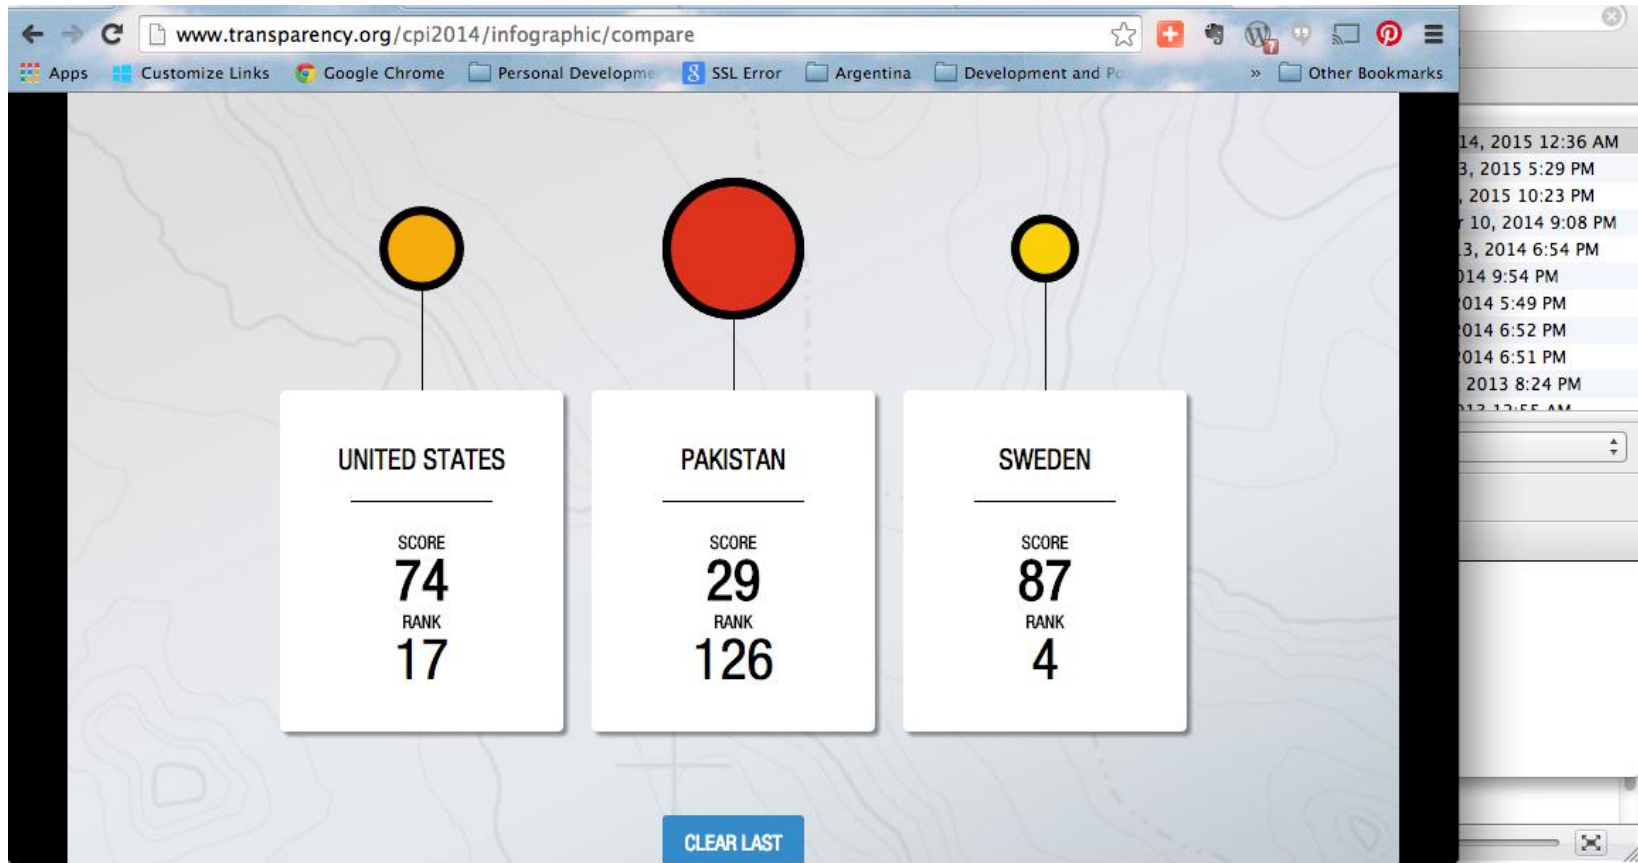 www.transparency.org/cpi2014/infographic/compare
Apps Customize Links Google Chrome Personal Developme SSL Error Argentina Development and Po » Other Bookmarks
UNITED STATES
SCORE
74
RANK
17
PAKISTAN
SCORE
29
RANK
126
SWEDEN
SCORE
87
RANK
4
CLEAR LAST
14, 2015 12:36 AM
3, 2015 5:29 PM
, 2015 10:23 PM
r 10, 2014 9:08 PM
13, 2014 6:54 PM
014 9:54 PM
2014 5:49 PM
2014 6:52 PM
2014 6:51 PM
, 2013 8:24 PM